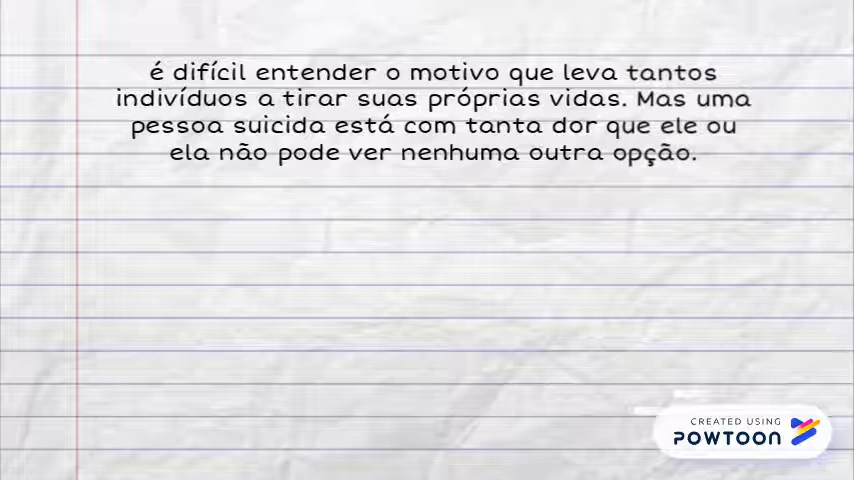 é difícil entender o motivo que leva tantos
indivíduos a tirar suas próprias vidas. Mas uma
pessoa suicida está com tanta dor que ele ou
ela não pode ver nenhuma outra opção.
CREATED USING
POWTOON